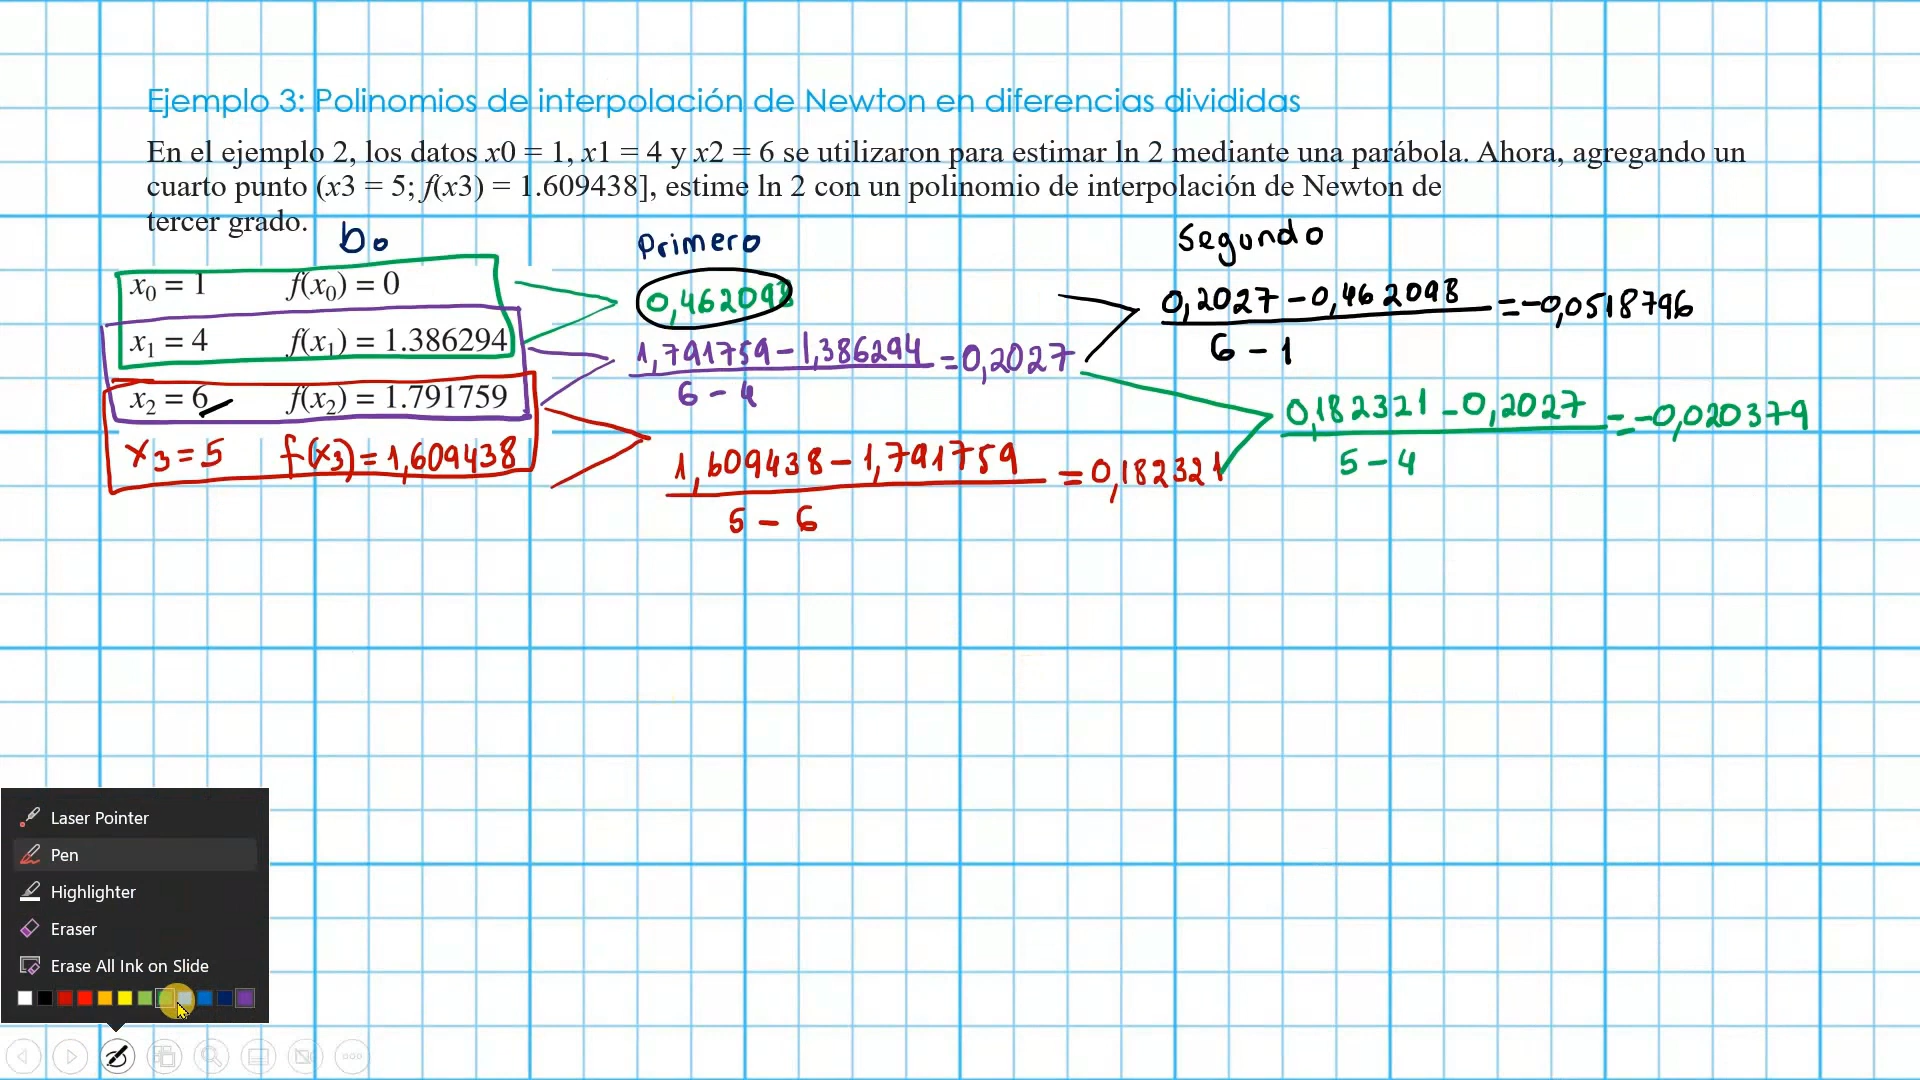 Ejemplo 3: Polinomios de interpolación de Newton en diferencias divididas
En el ejemplo 2, los datos x0 = 1, x1 = 4 y x2 = 6 se utilizaron para estimar ln 2 mediante una parábola. Ahora, agregando un
cuarto punto (x3 = 5; f(x3) = 1.609438], estime ln 2 con un polinomio de interpolación de Newton de
tercer grado.
b₀
Primero
Segundo
x₀ = 1 f(x₀) = 0
0,462098
0,2027 - 0,462098 = -0,0518796
6 - 1
x₁ = 4 f(x₁) = 1.386294
1,791759 - 1,386294 = 0,2027
6 - 4
x₂ = 6 f(x₂) = 1.791759
0,182321 - 0,2027 = -0,020379
5 - 4
x₃ = 5 f(x₃) = 1,609438
1,609438 - 1,791759 = 0,182321
5 - 6
Laser Pointer
Pen
Highlighter
Eraser
Erase All Ink on Slide